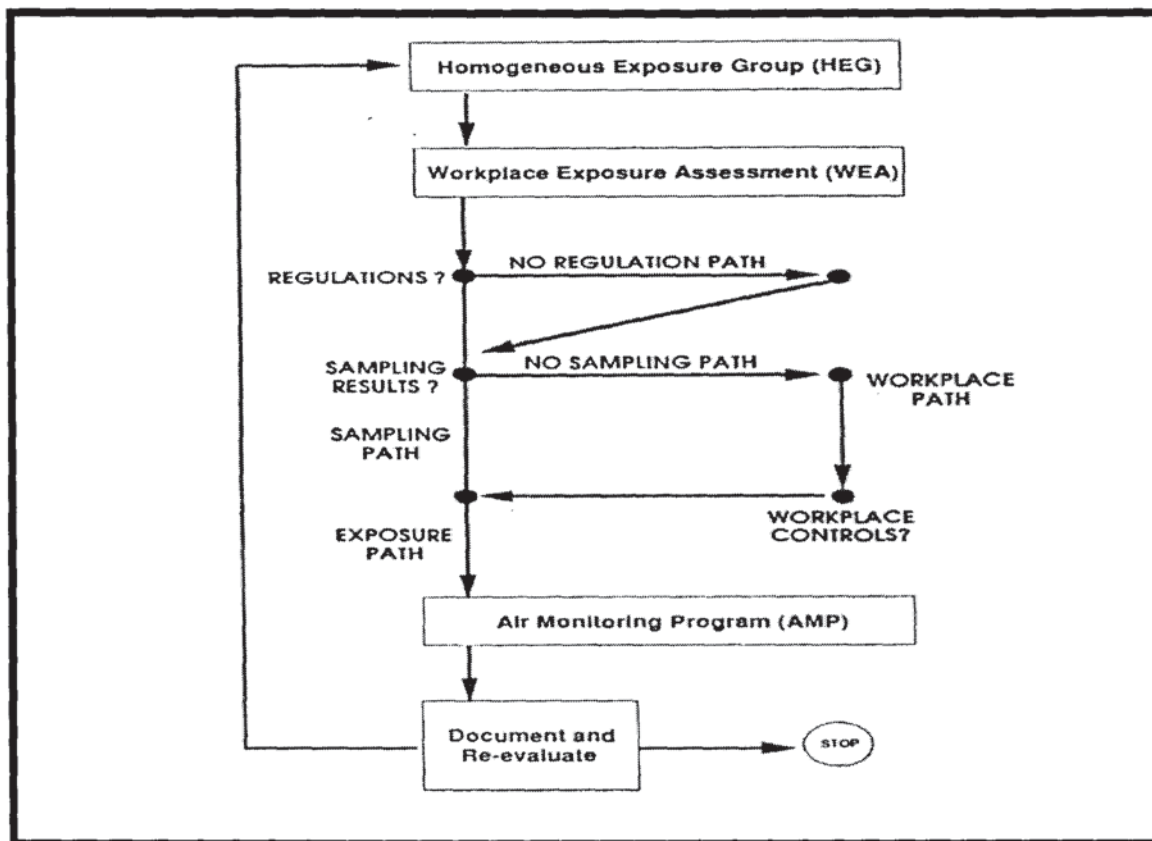 Homogeneous Exposure Group (HEG)
Workplace Exposure Assessment (WEA)
REGULATIONS ?
NO REGULATION PATH
SAMPLING
RESULTS ?
NO SAMPLING PATH
WORKPLACE
PATH
SAMPLING
PATH
EXPOSURE
PATH
WORKPLACE
CONTROLS?
Air Monitoring Program (AMP)
Document and
Re-evaluate
STOP